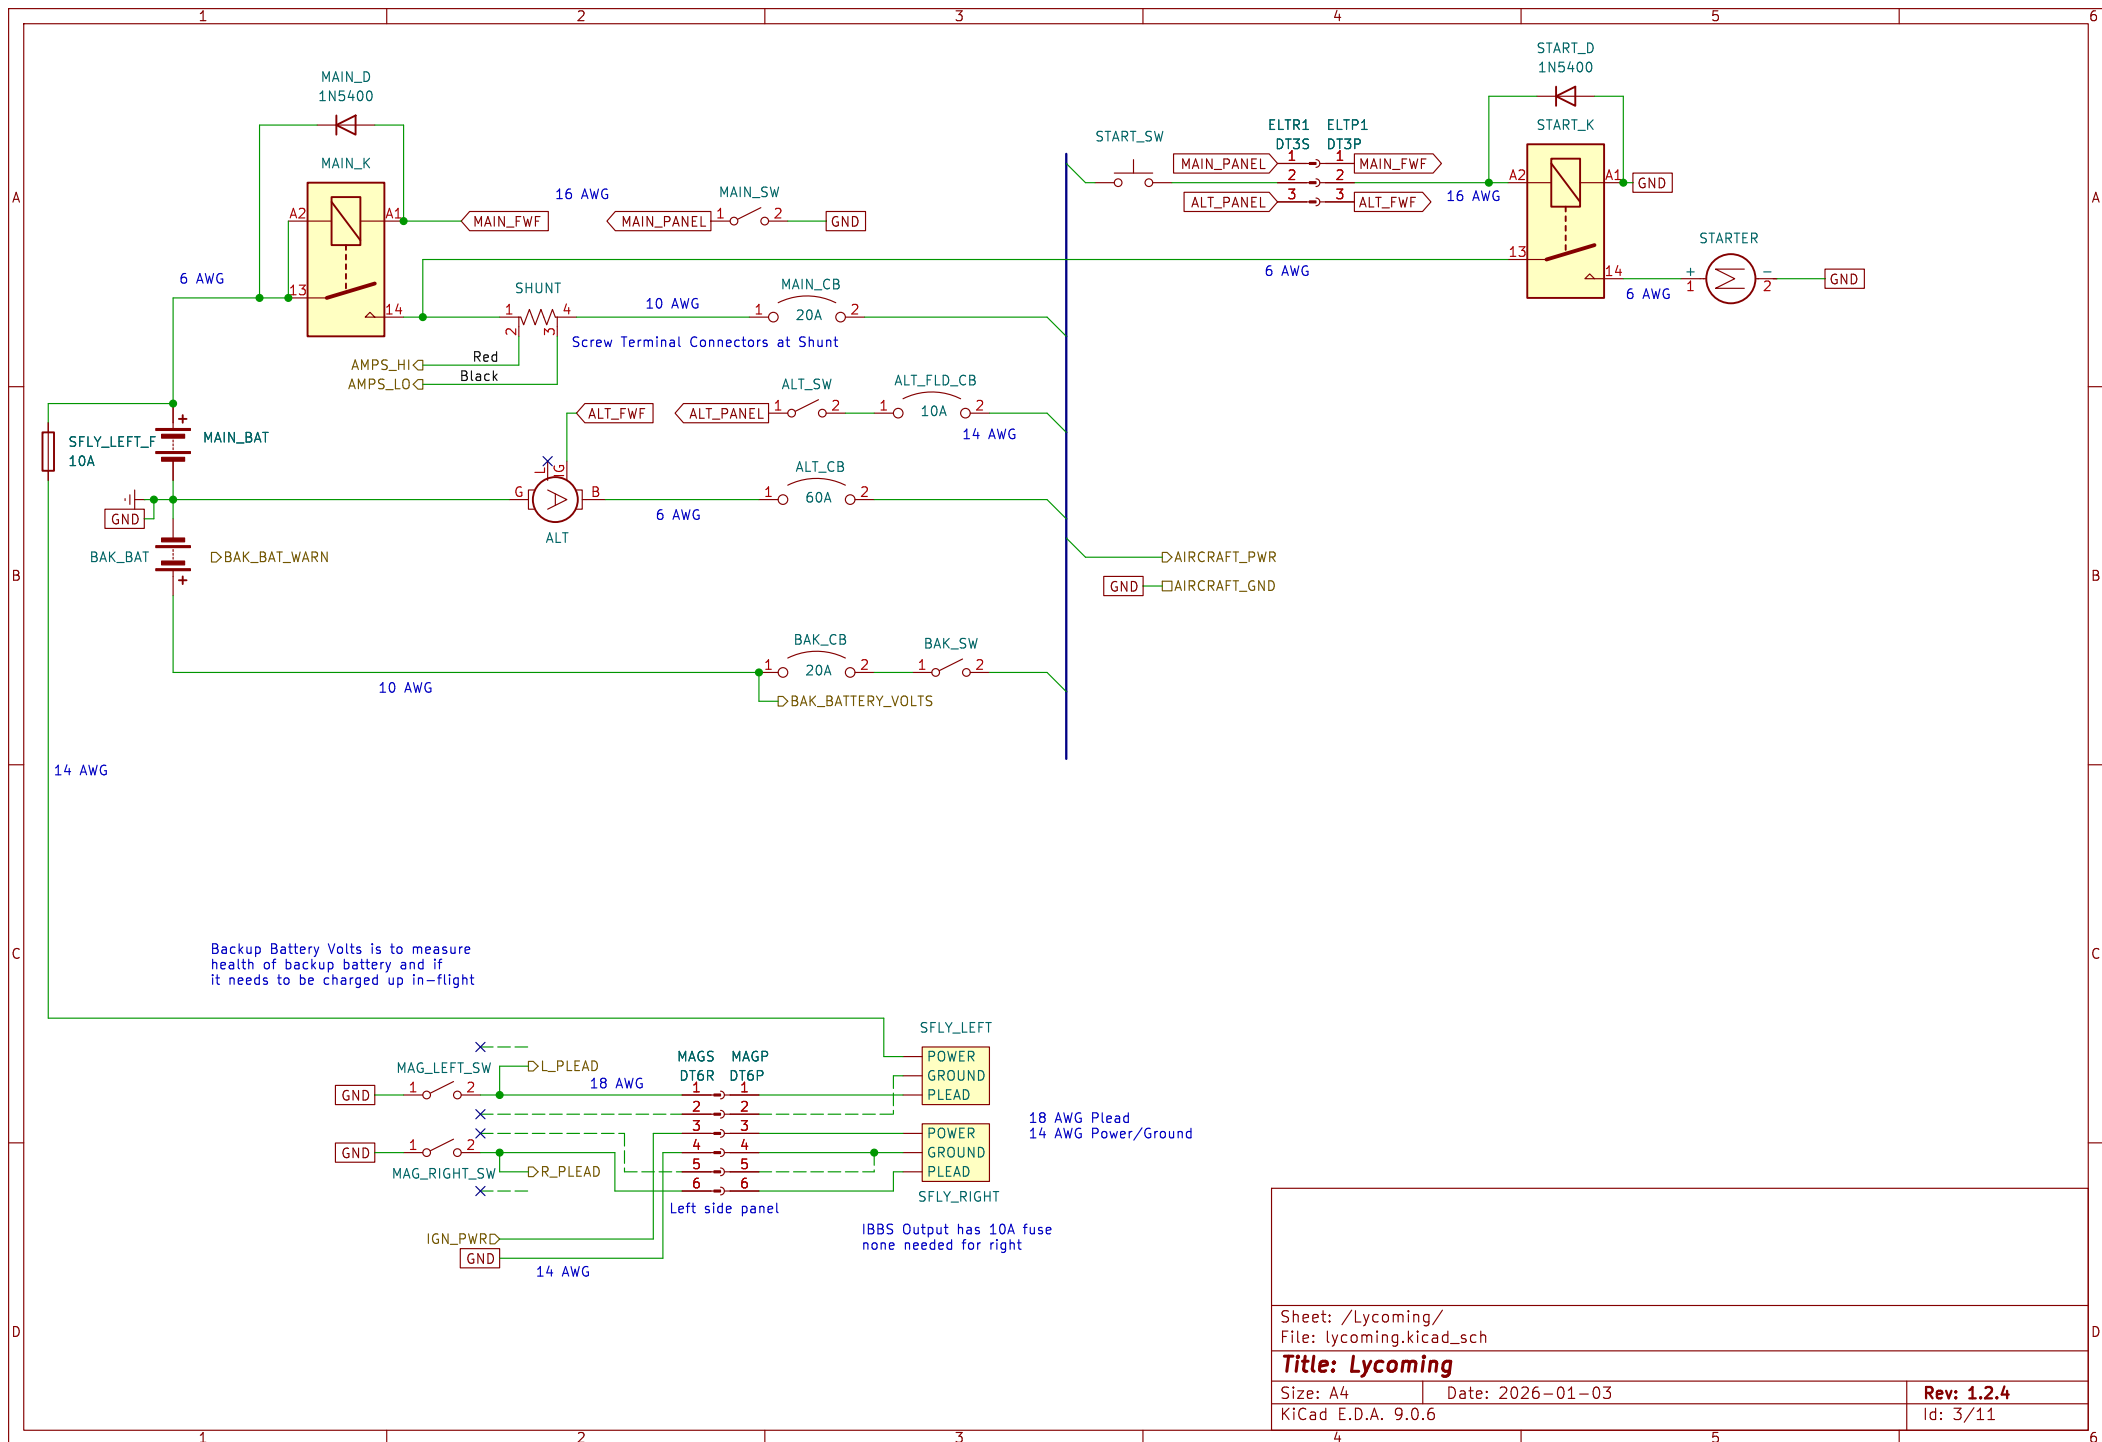 1
2
3
4
5
6
START_D
1N5400
MAIN_D
1N5400
START_K
ELTR1
ELTP1
START_SW
DT3S
DT3P
MAIN_K
MAIN_PANEL
1
1
MAIN_FWF
2
2
A2
A1
GND
MAIN_SW
16 AWG
16 AWG
A
A
3
3
ALT_PANEL
ALT_FWF
A2
A1
MAIN_FWF
MAIN_PANEL
1
2
GND
STARTER
13
6 AWG
6 AWG
14
+
1
-
2
GND
6 AWG
MAIN_CB
SHUNT
13
14
1
4
10 AWG
1
20A
2
2
3
Screw Terminal Connectors at Shunt
Red
AMPS_HI
Black
AMPS_LO
ALT_SW
ALT_FLD_CB
ALT_FWF
ALT_PANEL
1
2
1
10A
2
14 AWG
SFLY_LEFT_F
10A
+
MAIN_BAT
ALT_CB
L
IG
G
A
B
1
60A
2
6 AWG
GND
ALT
BAK_BAT
+
BAK_BAT_WARN
AIRCRAFT_PWR
GND
AIRCRAFT_GND
B
B
BAK_CB
BAK_SW
1
20A
2
1
2
10 AWG
BAK_BATTERY_VOLTS
14 AWG
C
C
Backup Battery Volts is to measure
health of backup battery and if
it needs to be charged up in-flight
SFLY_LEFT
MAGS
MAGP
MAG_LEFT_SW
L_PLEAD
DT6R
DT6P
POWER
GROUND
PLEAD
18 AWG
GND
1
2
1
1
2
2
3
3
4
4
5
5
6
6
18 AWG Plead
14 AWG Power/Ground
POWER
GROUND
PLEAD
GND
1
2
MAG_RIGHT_SW
R_PLEAD
SFLY_RIGHT
Left side panel
IBBS Output has 10A fuse
none needed for right
IGN_PWR
GND
14 AWG
D
D
Sheet: /Lycoming/
File: lycoming.kicad_sch
Title: Lycoming
Size: A4
Date: 2026-01-03
Rev: 1.2.4
KiCad E.D.A. 9.0.6
Id: 3/11
1
2
3
4
5
6